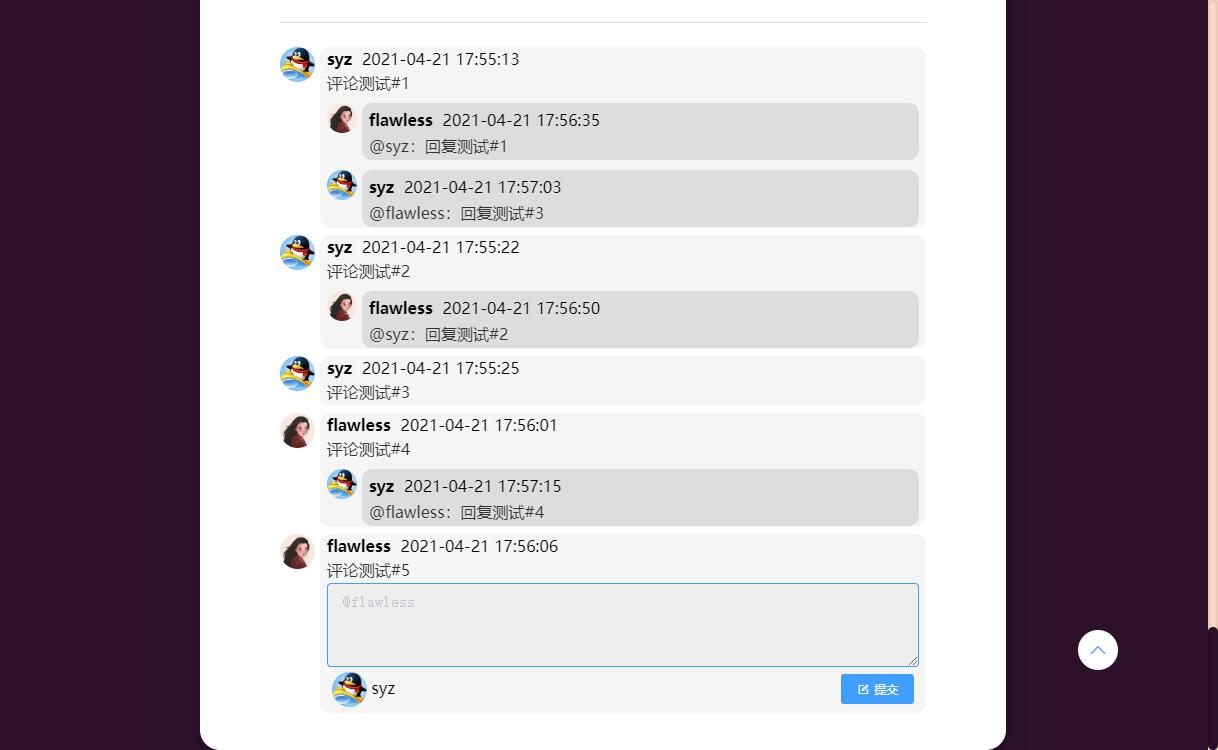 syz 2021-04-21 17:55:13
评论测试#1
flawless 2021-04-21 17:56:35
@syz：回复测试#1
syz 2021-04-21 17:57:03
@flawless：回复测试#3
syz 2021-04-21 17:55:22
评论测试#2
flawless 2021-04-21 17:56:50
@syz：回复测试#2
syz 2021-04-21 17:55:25
评论测试#3
flawless 2021-04-21 17:56:01
评论测试#4
syz 2021-04-21 17:57:15
@flawless：回复测试#4
flawless 2021-04-21 17:56:06
评论测试#5
@flawless
syz 提交